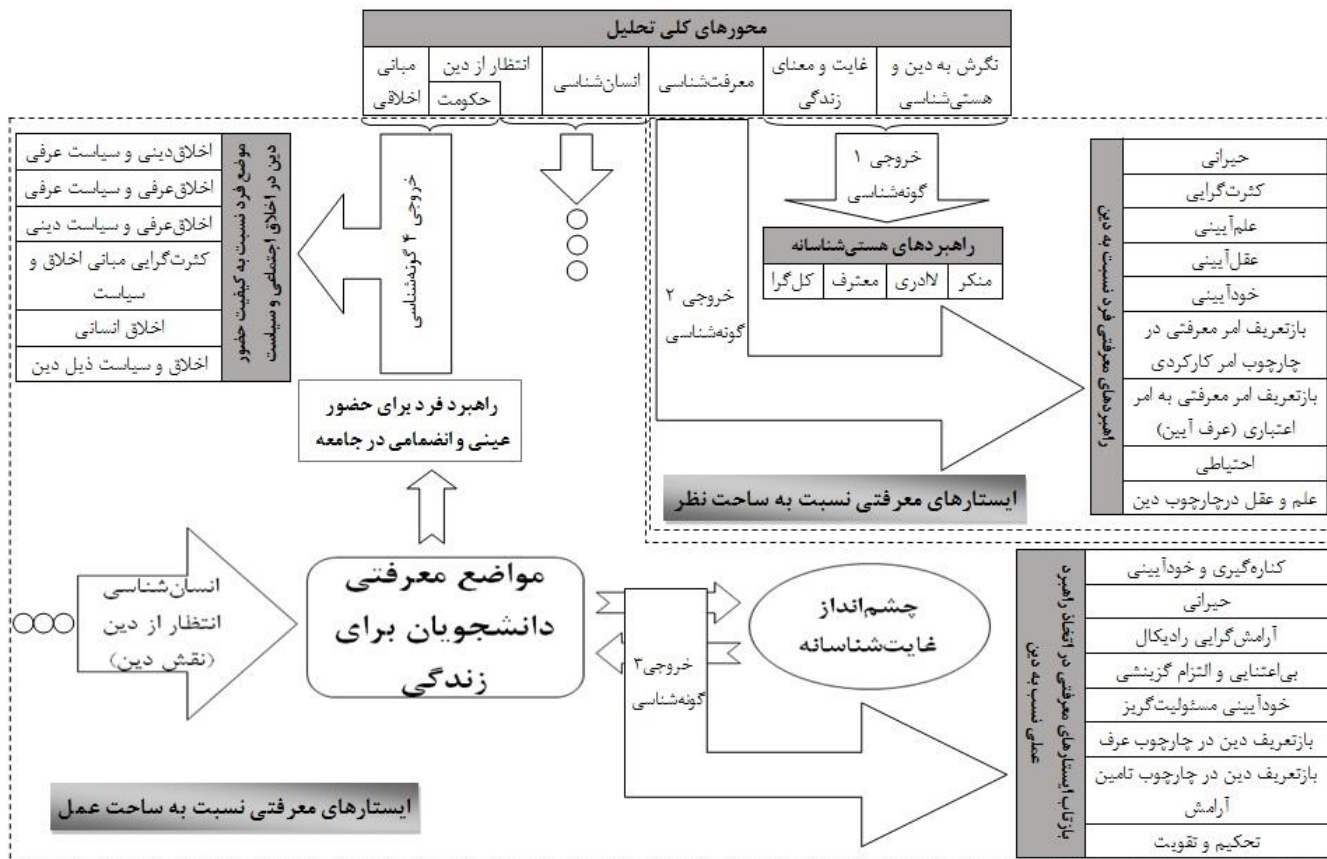 محورهای کلی تحلیل
نگرش به دین و
هستی‌شناسی
غایت و معنای
زندگی
معرفت‌شناسی
انسان‌شناسی
انتظار از دین
حکومت
مبانی
اخلاقی
خروجی ۱
گونه‌شناسی
راهبردهای هستی‌شناسانه
منکر
لاادری
معترف
کل‌گرا
خروجی ۲
گونه‌شناسی
راهبردهای معرفتی فرد نسبت به دین
حیرانی
کثرت‌گرایی
علم‌آیینی
عقل‌آیینی
خودآیینی
بازتعریف امر معرفتی در
چارچوب امر کارکردی
بازتعریف امر معرفتی به امر
اعتباری (عرف آیین)
احتیاطی
علم و عقل درچارچوب دین
ایستارهای معرفتی نسبت به ساحت نظر
خروجی ۴ گونه‌شناسی
موضع فرد نسبت به کیفیت حضور
دین در اخلاق اجتماعی و سیاست
اخلاق‌دینی و سیاست عرفی
اخلاق‌عرفی و سیاست عرفی
اخلاق‌عرفی و سیاست دینی
کثرت‌گرایی مبانی اخلاق و
سیاست
اخلاق انسانی
اخلاق و سیاست ذیل دین
راهبرد فرد برای حضور
عینی و انضمامی در جامعه
انسان‌شناسی
انتظار از دین
(نقش دین)
مواضع معرفتی
دانشجویان برای
زندگی
چشم‌انداز
غایت‌شناسانه
خروجی۳
گونه‌شناسی
بازتاب ایستارهای معرفتی در اتخاذ راهبرد
عملی نسب به دین
کناره‌گیری و خودآیینی
حیرانی
آرامش‌گرایی رادیکال
بی‌اعتنایی و التزام گزینشی
خودآیینی مسئولیت‌گریز
بازتعریف دین در چارچوب عرف
بازتعریف دین در چارچوب تامین
آرامش
تحکیم و تقویت
ایستارهای معرفتی نسبت به ساحت عمل